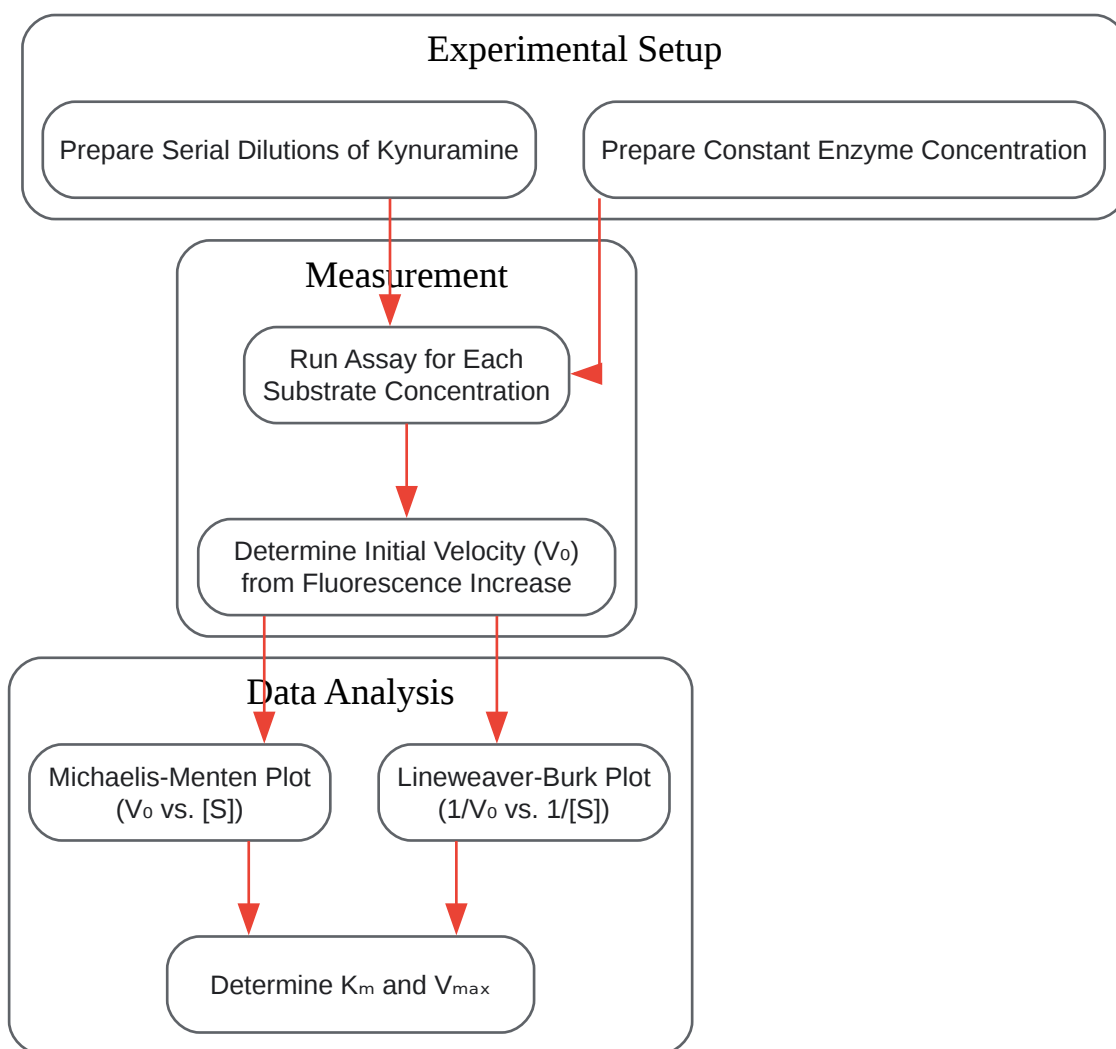 Experimental Setup
Prepare Serial Dilutions of Kynuramine
Prepare Constant Enzyme Concentration
Measurement
Run Assay for Each
Substrate Concentration
Determine Initial Velocity (V₀)
from Fluorescence Increase
Data Analysis
Michaelis-Menten Plot
(V₀ vs. [S])
Lineweaver-Burk Plot
(1/V₀ vs. 1/[S])
Determine Kₘ and Vₘₐₓ